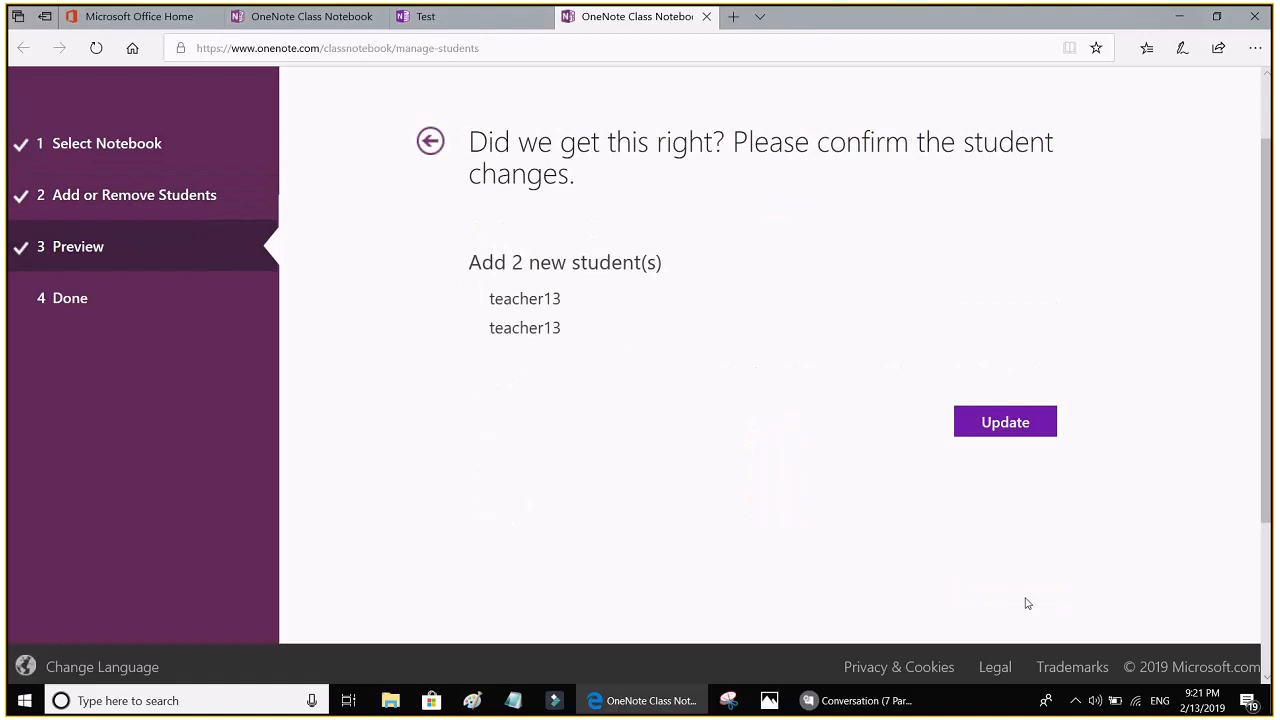 Microsoft Office Home
OneNote Class Notebook
Test
OneNote Class Noteboo
https://www.onenote.com/classnotebook/manage-students
1 Select Notebook
2 Add or Remove Students
3 Preview
4 Done
Did we get this right? Please confirm the student
changes.
Add 2 new student(s)
teacher13
teacher13
Update
Change Language
Privacy & Cookies
Legal
Trademarks
© 2019 Microsoft.com
Type here to search
OneNote Class Not...
Conversation (7 Par...
ENG
9:21 PM
2/13/2019
19